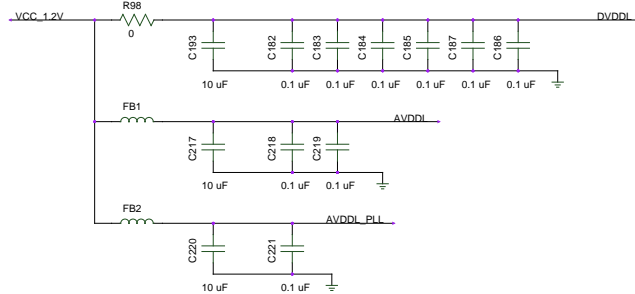 R98
VCC_1.2V
DVDDL
0
C193
C182
C183
C184
C185
C187
C186
10 uF
0.1 uF
0.1 uF
0.1 uF
0.1 uF
0.1 uF
0.1 uF
FB1
AVDDL
C217
C218
C219
10 uF
0.1 uF
0.1 uF
FB2
AVDDL_PLL
C220
C221
10 uF
0.1 uF